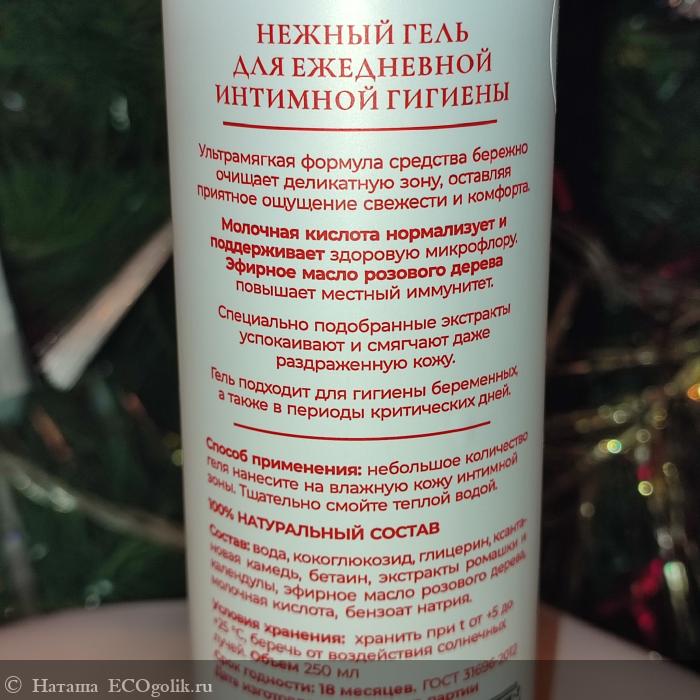 НЕЖНЫЙ ГЕЛЬ
ДЛЯ ЕЖЕДНЕВНОЙ
ИНТИМНОЙ ГИГИЕНЫ
Ультрамягкая формула средства бережно
очищает деликатную зону, оставляя
приятное ощущение свежести и комфорта.
Молочная кислота нормализует и
поддерживает здоровую микрофлору.
Эфирное масло розового дерева
повышает местный иммунитет.
Специально подобранные экстракты
успокаивают и смягчают даже
раздраженную кожу.
Гель подходит для гигиены беременных,
а также в периоды критических дней.
Способ применения: небольшое количество
геля нанесите на влажную кожу интимной
зоны. Тщательно смойте теплой водой.
100% НАТУРАЛЬНЫЙ СОСТАВ
Состав: вода, кокоглюкозид, глицерин, ксанта-
новая камедь, бетаин, экстракты ромашки и
календулы, эфирное масло розового дерева,
молочная кислота, бензоат натрия.
Условия хранения: хранить при t от +5 до
+25 °C, беречь от воздействия солнечных
лучей. Объем 250 мл
Срок годности: 18 месяцев. ГОСТ 31696-2012
партии
© Наташа ECOgolik.ru